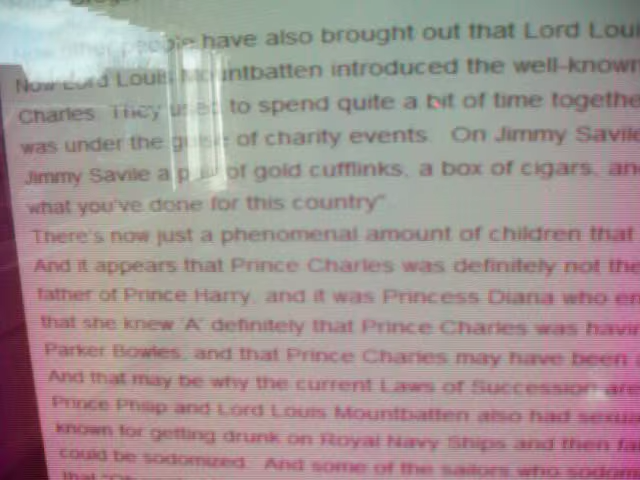 people have also brought out that Lord Loui
Now Lord Louis Mountbatten introduced the well-known
Charles. They used to spend quite a bit of time togethe
was under the guise of charity events. On Jimmy Savile
Jimmy Savile a pair of gold cufflinks, a box of cigars, an
what you've done for this country".
There's now just a phenomenal amount of children that
And it appears that Prince Charles was definitely not the
father of Prince Harry, and it was Princess Diana who en
that she knew 'A' definitely that Prince Charles was havin
Parker Bowles, and that Prince Charles may have been
And that may be why the current Laws of Succession are
Prince Philip and Lord Louis Mountbatten also had sexua
known for getting drunk on Royal Navy Ships and then fa
could be sodomized. And some of the sailors who sodom
that